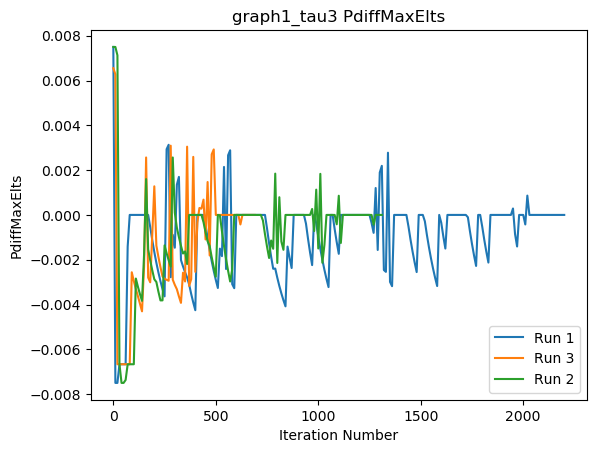 graph1_tau3 PdiffMaxElts
0.008
0.006
0.004
0.002
0.000
−0.002
−0.004
−0.006
−0.008
PdiffMaxElts
0
500
1000
1500
2000
Iteration Number
Run 1
Run 3
Run 2